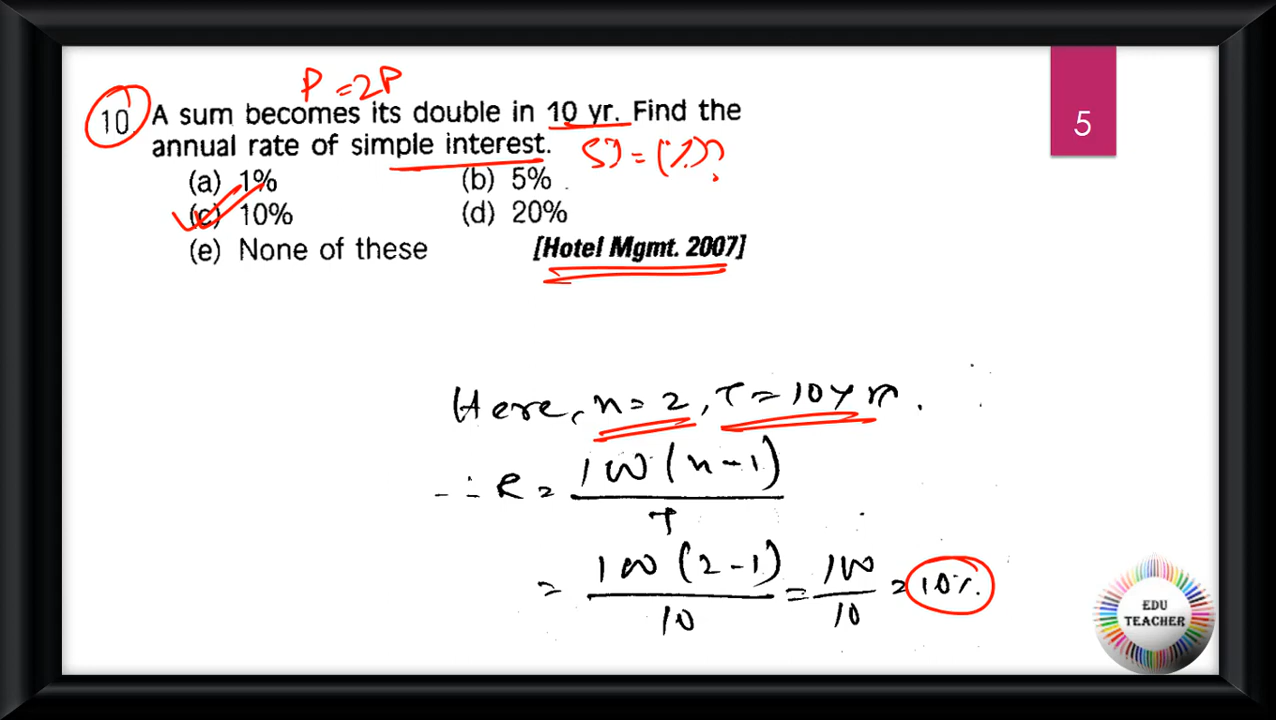 P = 2P
5
10. A sum becomes its double in 10 yr. Find the
annual rate of simple interest. SI = (%)?
(a) 1% (b) 5%
(c) 10% (d) 20%
(e) None of these [Hotel Mgmt. 2007]
Here, n = 2, T = 10 yr.
∴ R = 100(n-1)
T
= 100(2-1) = 100 = 10%
10 10
EDU
TEACHER